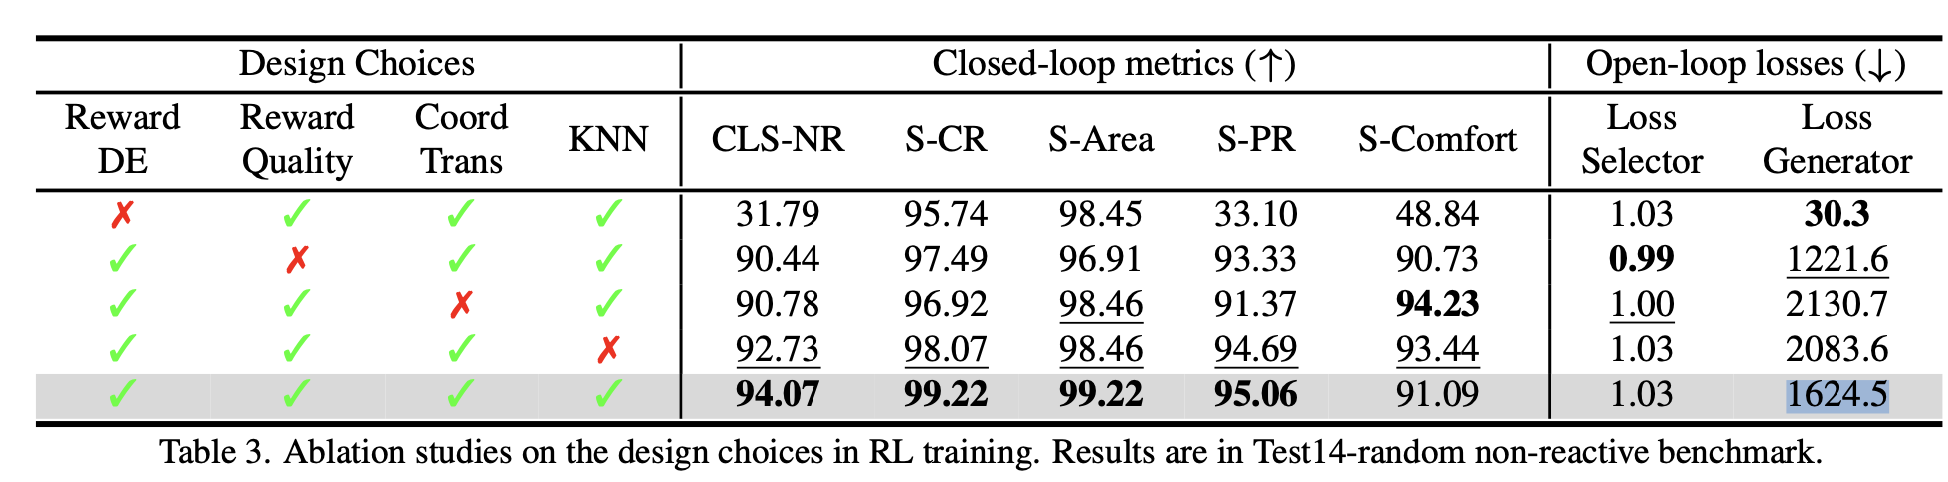 Design Choices Closed-loop metrics (↑) Open-loop losses (↓)
Reward DE Reward Quality Coord Trans KNN CLS-NR S-CR S-Area S-PR S-Comfort Loss Selector Loss Generator
✗ ✓ ✓ ✓ 31.79 95.74 98.45 33.10 48.84 1.03 30.3
✓ ✗ ✓ ✓ 90.44 97.49 96.91 93.33 90.73 0.99 1221.6
✓ ✓ ✗ ✓ 90.78 96.92 98.46 91.37 94.23 1.00 2130.7
✓ ✓ ✓ ✗ 92.73 98.07 98.46 94.69 93.44 1.03 2083.6
✓ ✓ ✓ ✓ 94.07 99.22 99.22 95.06 91.09 1.03 1624.5
Table 3. Ablation studies on the design choices in RL training. Results are in Test14-random non-reactive benchmark.